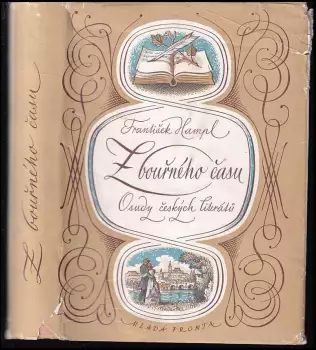 Z bouřného času
František Hampl
Z bouřného času
Osudy českých literátů
MLADÁ FRONTA